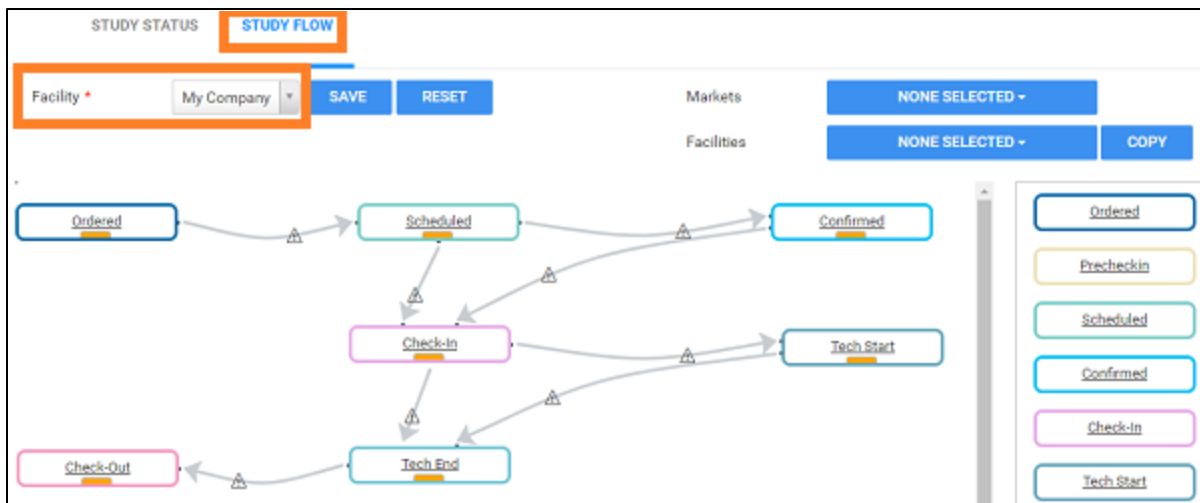 STUDY STATUS STUDY FLOW
Facility * My Company SAVE RESET Markets NONE SELECTED
Facilities NONE SELECTED COPY
Ordered Scheduled Confirmed
Check-In Tech Start
Check-Out Tech End
Ordered
Precheckin
Scheduled
Confirmed
Check-In
Tech Start